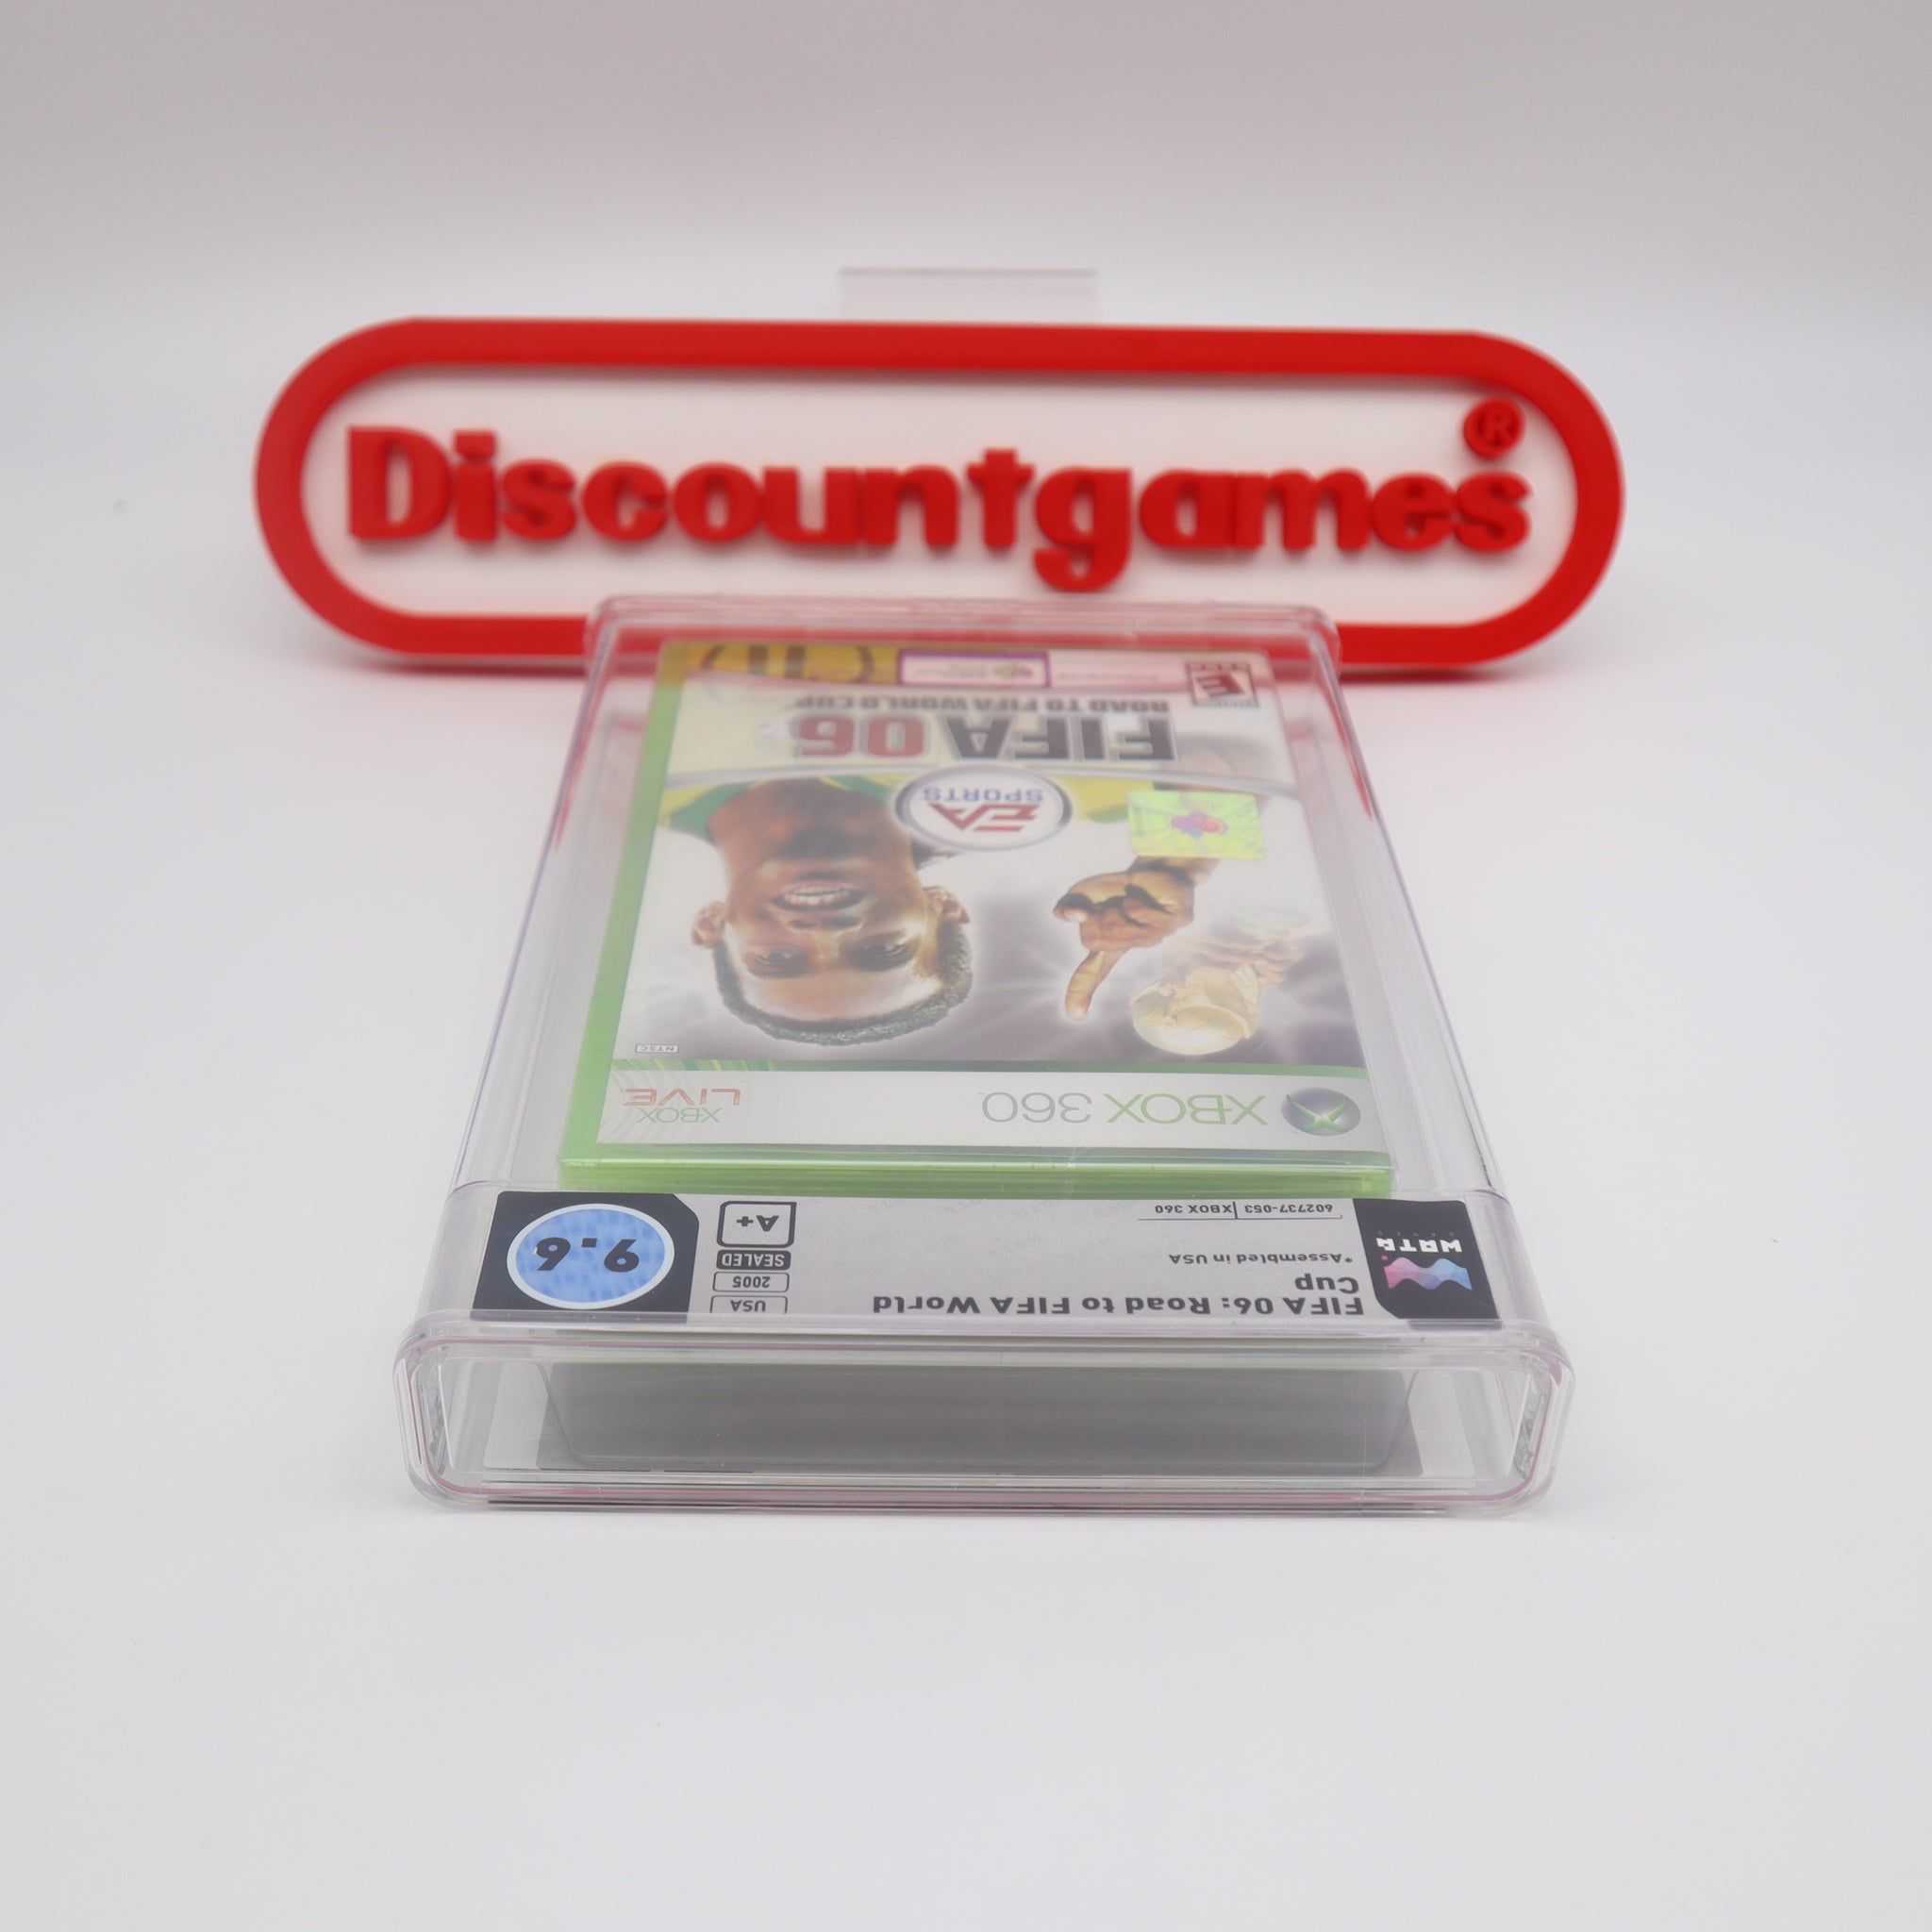 Discountgames®
FIFA 06: Road to FIFA World
Cup
*Assembled in USA
602737-053 | XBOX 360
USA
2005
SEALED
A+
9.6
WATA
XBOX 360
XBOX
LIVE
NTSC
EA
SPORTS
FIFA 06
ROAD TO FIFA WORLD CUP
E